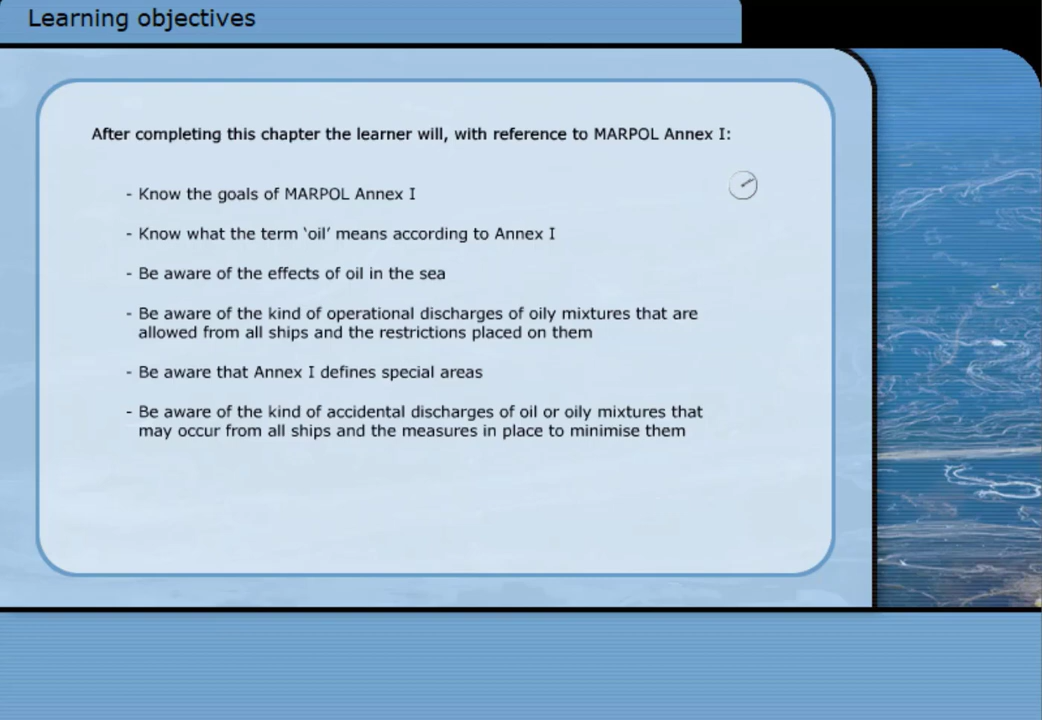 Learning objectives
After completing this chapter the learner will, with reference to MARPOL Annex I:
- Know the goals of MARPOL Annex I
- Know what the term ‘oil’ means according to Annex I
- Be aware of the effects of oil in the sea
- Be aware of the kind of operational discharges of oily mixtures that are
allowed from all ships and the restrictions placed on them
- Be aware that Annex I defines special areas
- Be aware of the kind of accidental discharges of oil or oily mixtures that
may occur from all ships and the measures in place to minimise them